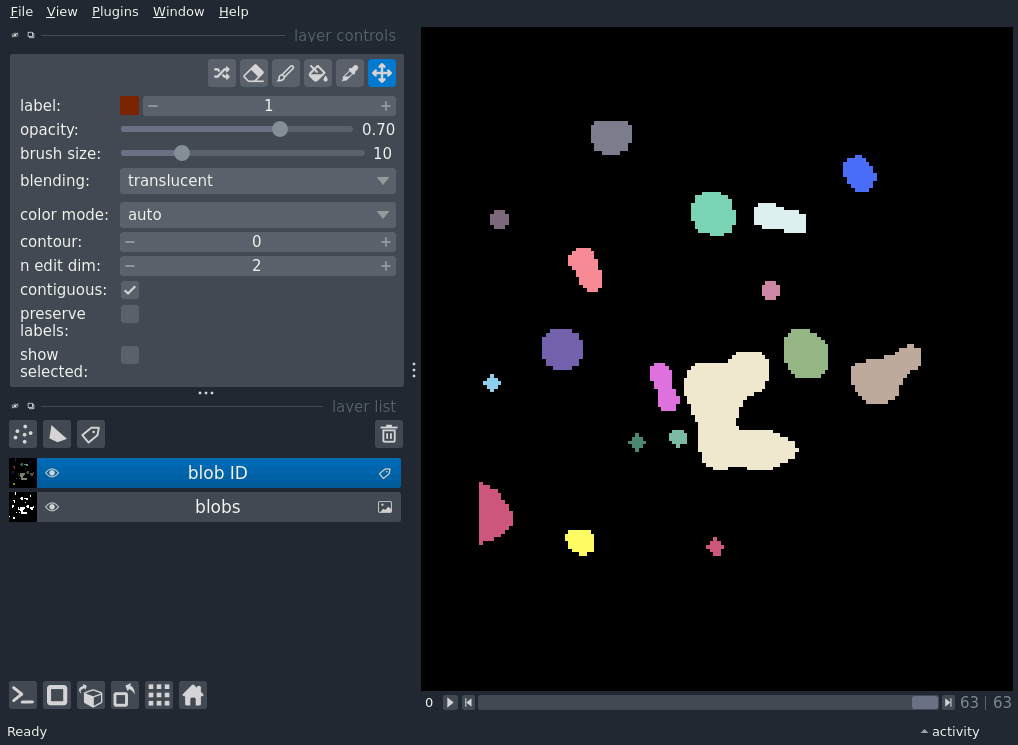 File View Plugins Window Help
layer controls
label: 1
opacity: 0.70
brush size: 10
blending: translucent
color mode: auto
contour: 0
n edit dim: 2
contiguous:
preserve
labels:
show
selected:
layer list
blob ID
blobs
0 63 | 63
Ready activity